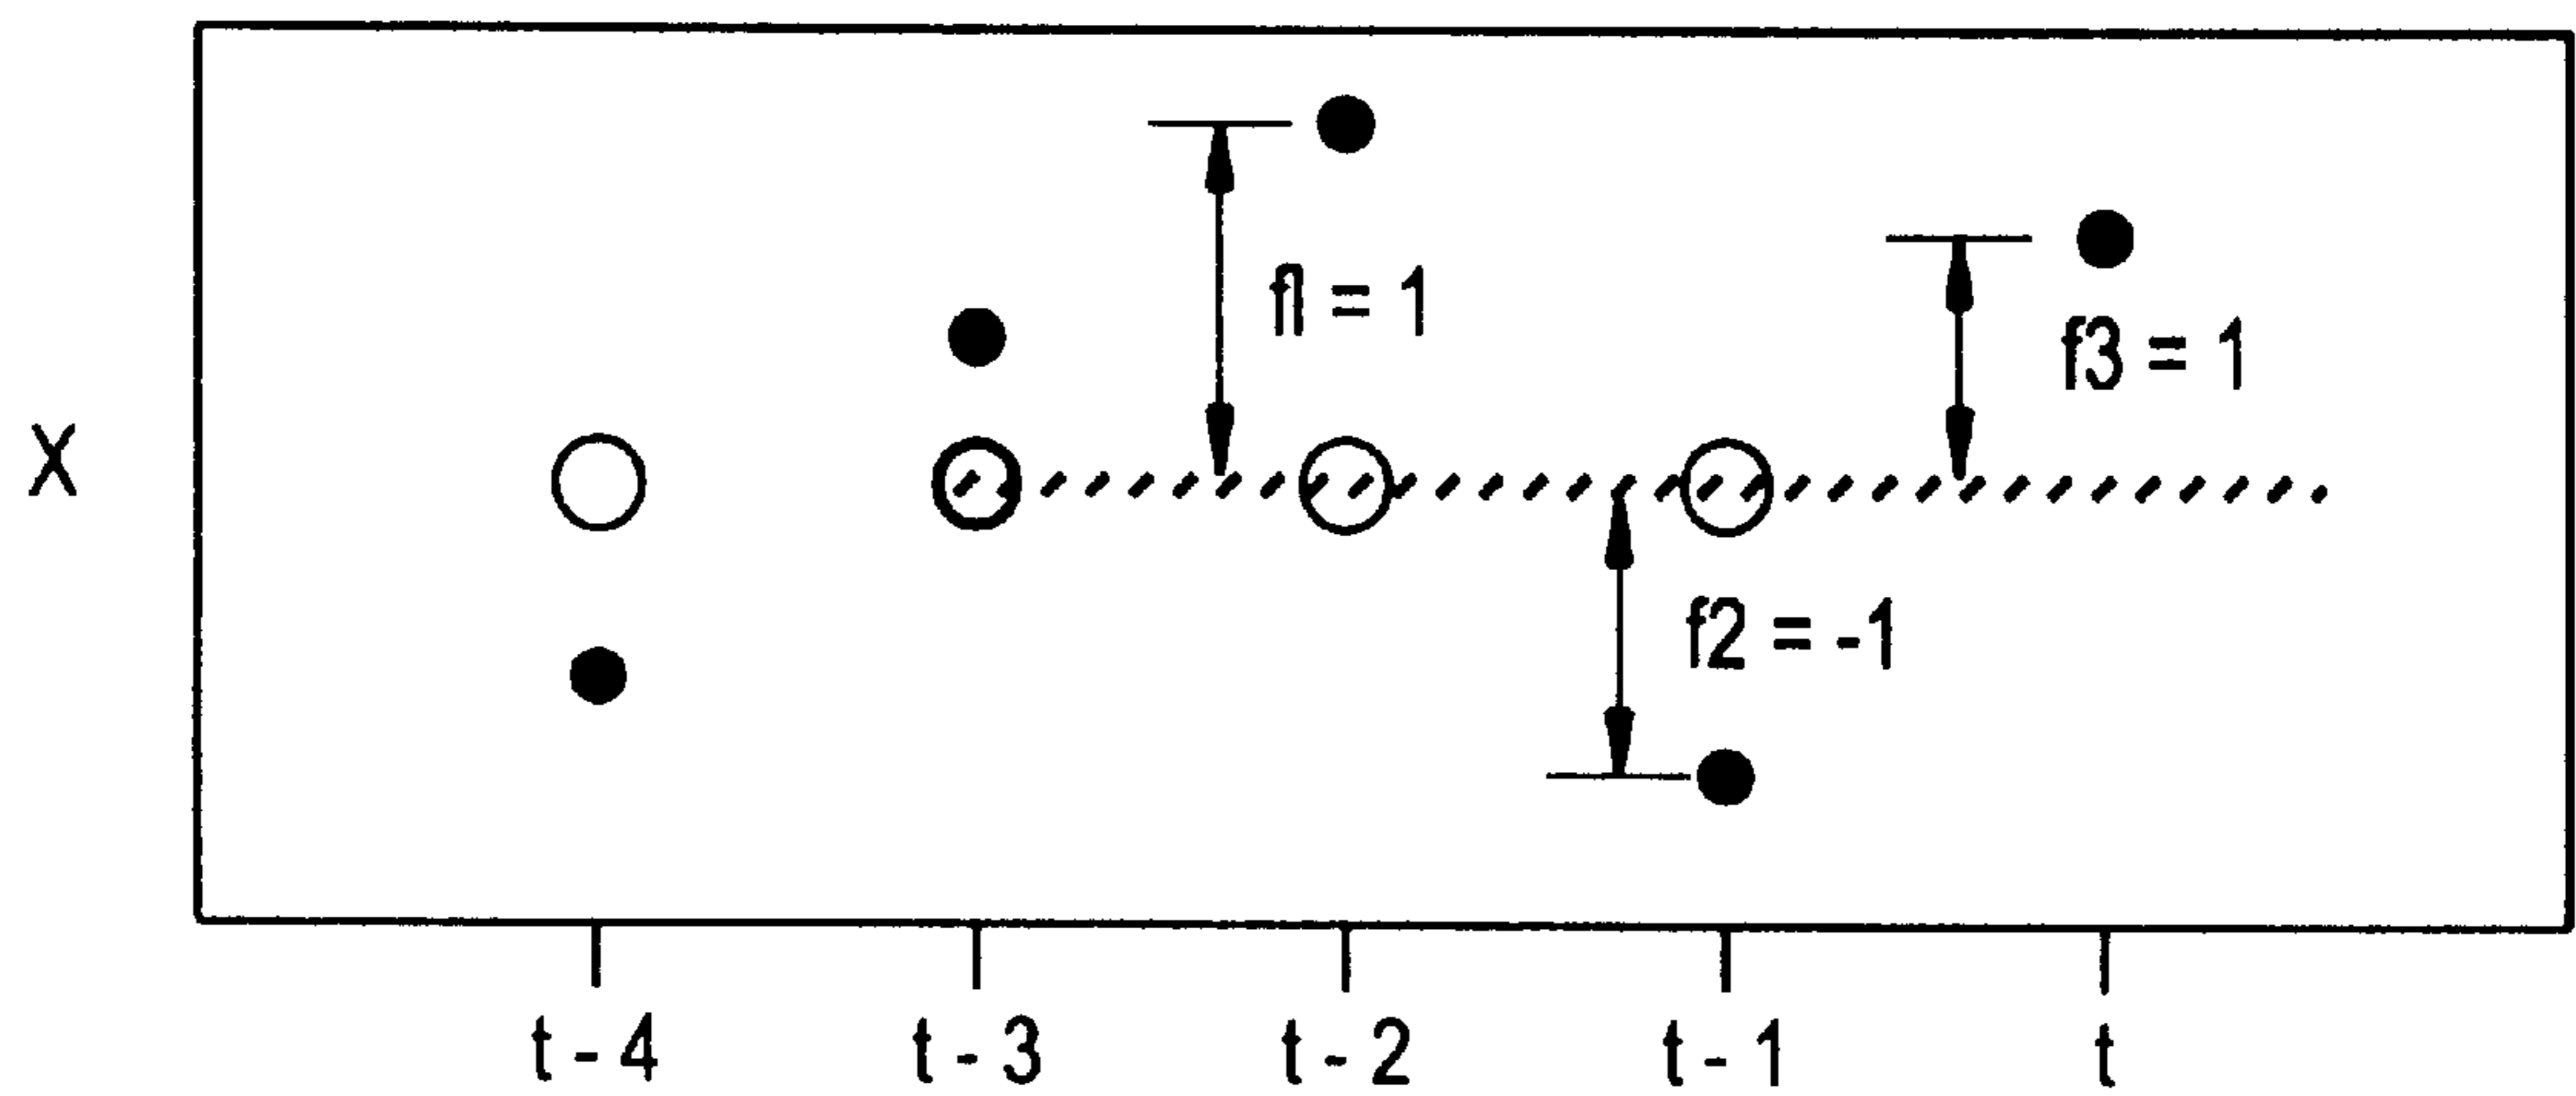 f1 = 1
f3 = 1
X
f2 = -1
t - 4
t - 3
t - 2
t - 1
t